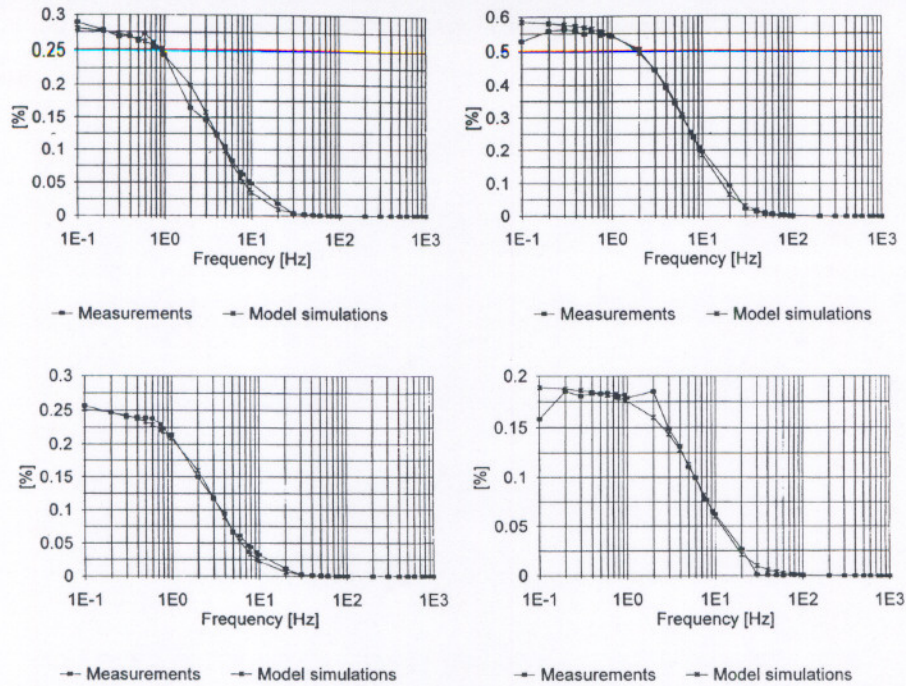 0.3
0.25
0.2
0.15
0.1
0.05
0
[%]
1E-1 1E0 1E1 1E2 1E3
Frequency [Hz]
Measurements Model simulations
0.6
0.5
0.4
0.3
0.2
0.1
0
[%]
1E-1 1E0 1E1 1E2 1E3
Frequency [Hz]
Measurements Model simulations
0.3
0.25
0.2
0.15
0.1
0.05
0
[%]
1E-1 1E0 1E1 1E2 1E3
Frequency [Hz]
Measurements Model simulations
0.2
0.15
0.1
0.05
0
[%]
1E-1 1E0 1E1 1E2 1E3
Frequency [Hz]
Measurements Model simulations